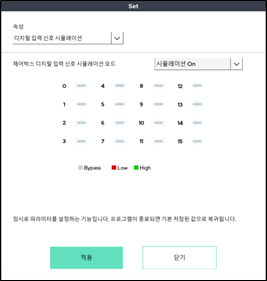 Set
속성
디지털 입력 신호 시뮬레이션
제어박스 디지털 입력 신호 시뮬레이션 모드
시뮬레이션 On
0 4 8 12
1 5 9 13
2 6 10 14
3 7 11 15
Bypass Low High
임시로 파라미터를 설정하는 기능입니다. 프로그램이 종료되면 기본 저장된 값으로 복귀됩니다.
적용 닫기